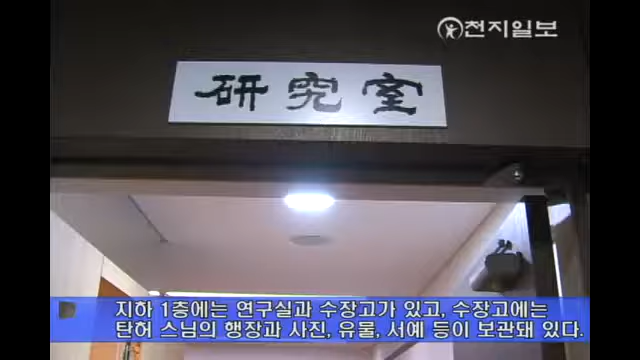 천지일보
研究室
지하 1층에는 연구실과 수장고가 있고, 수장고에는
탄허 스님의 행장과 사진, 유물, 서예 등이 보관돼 있다.